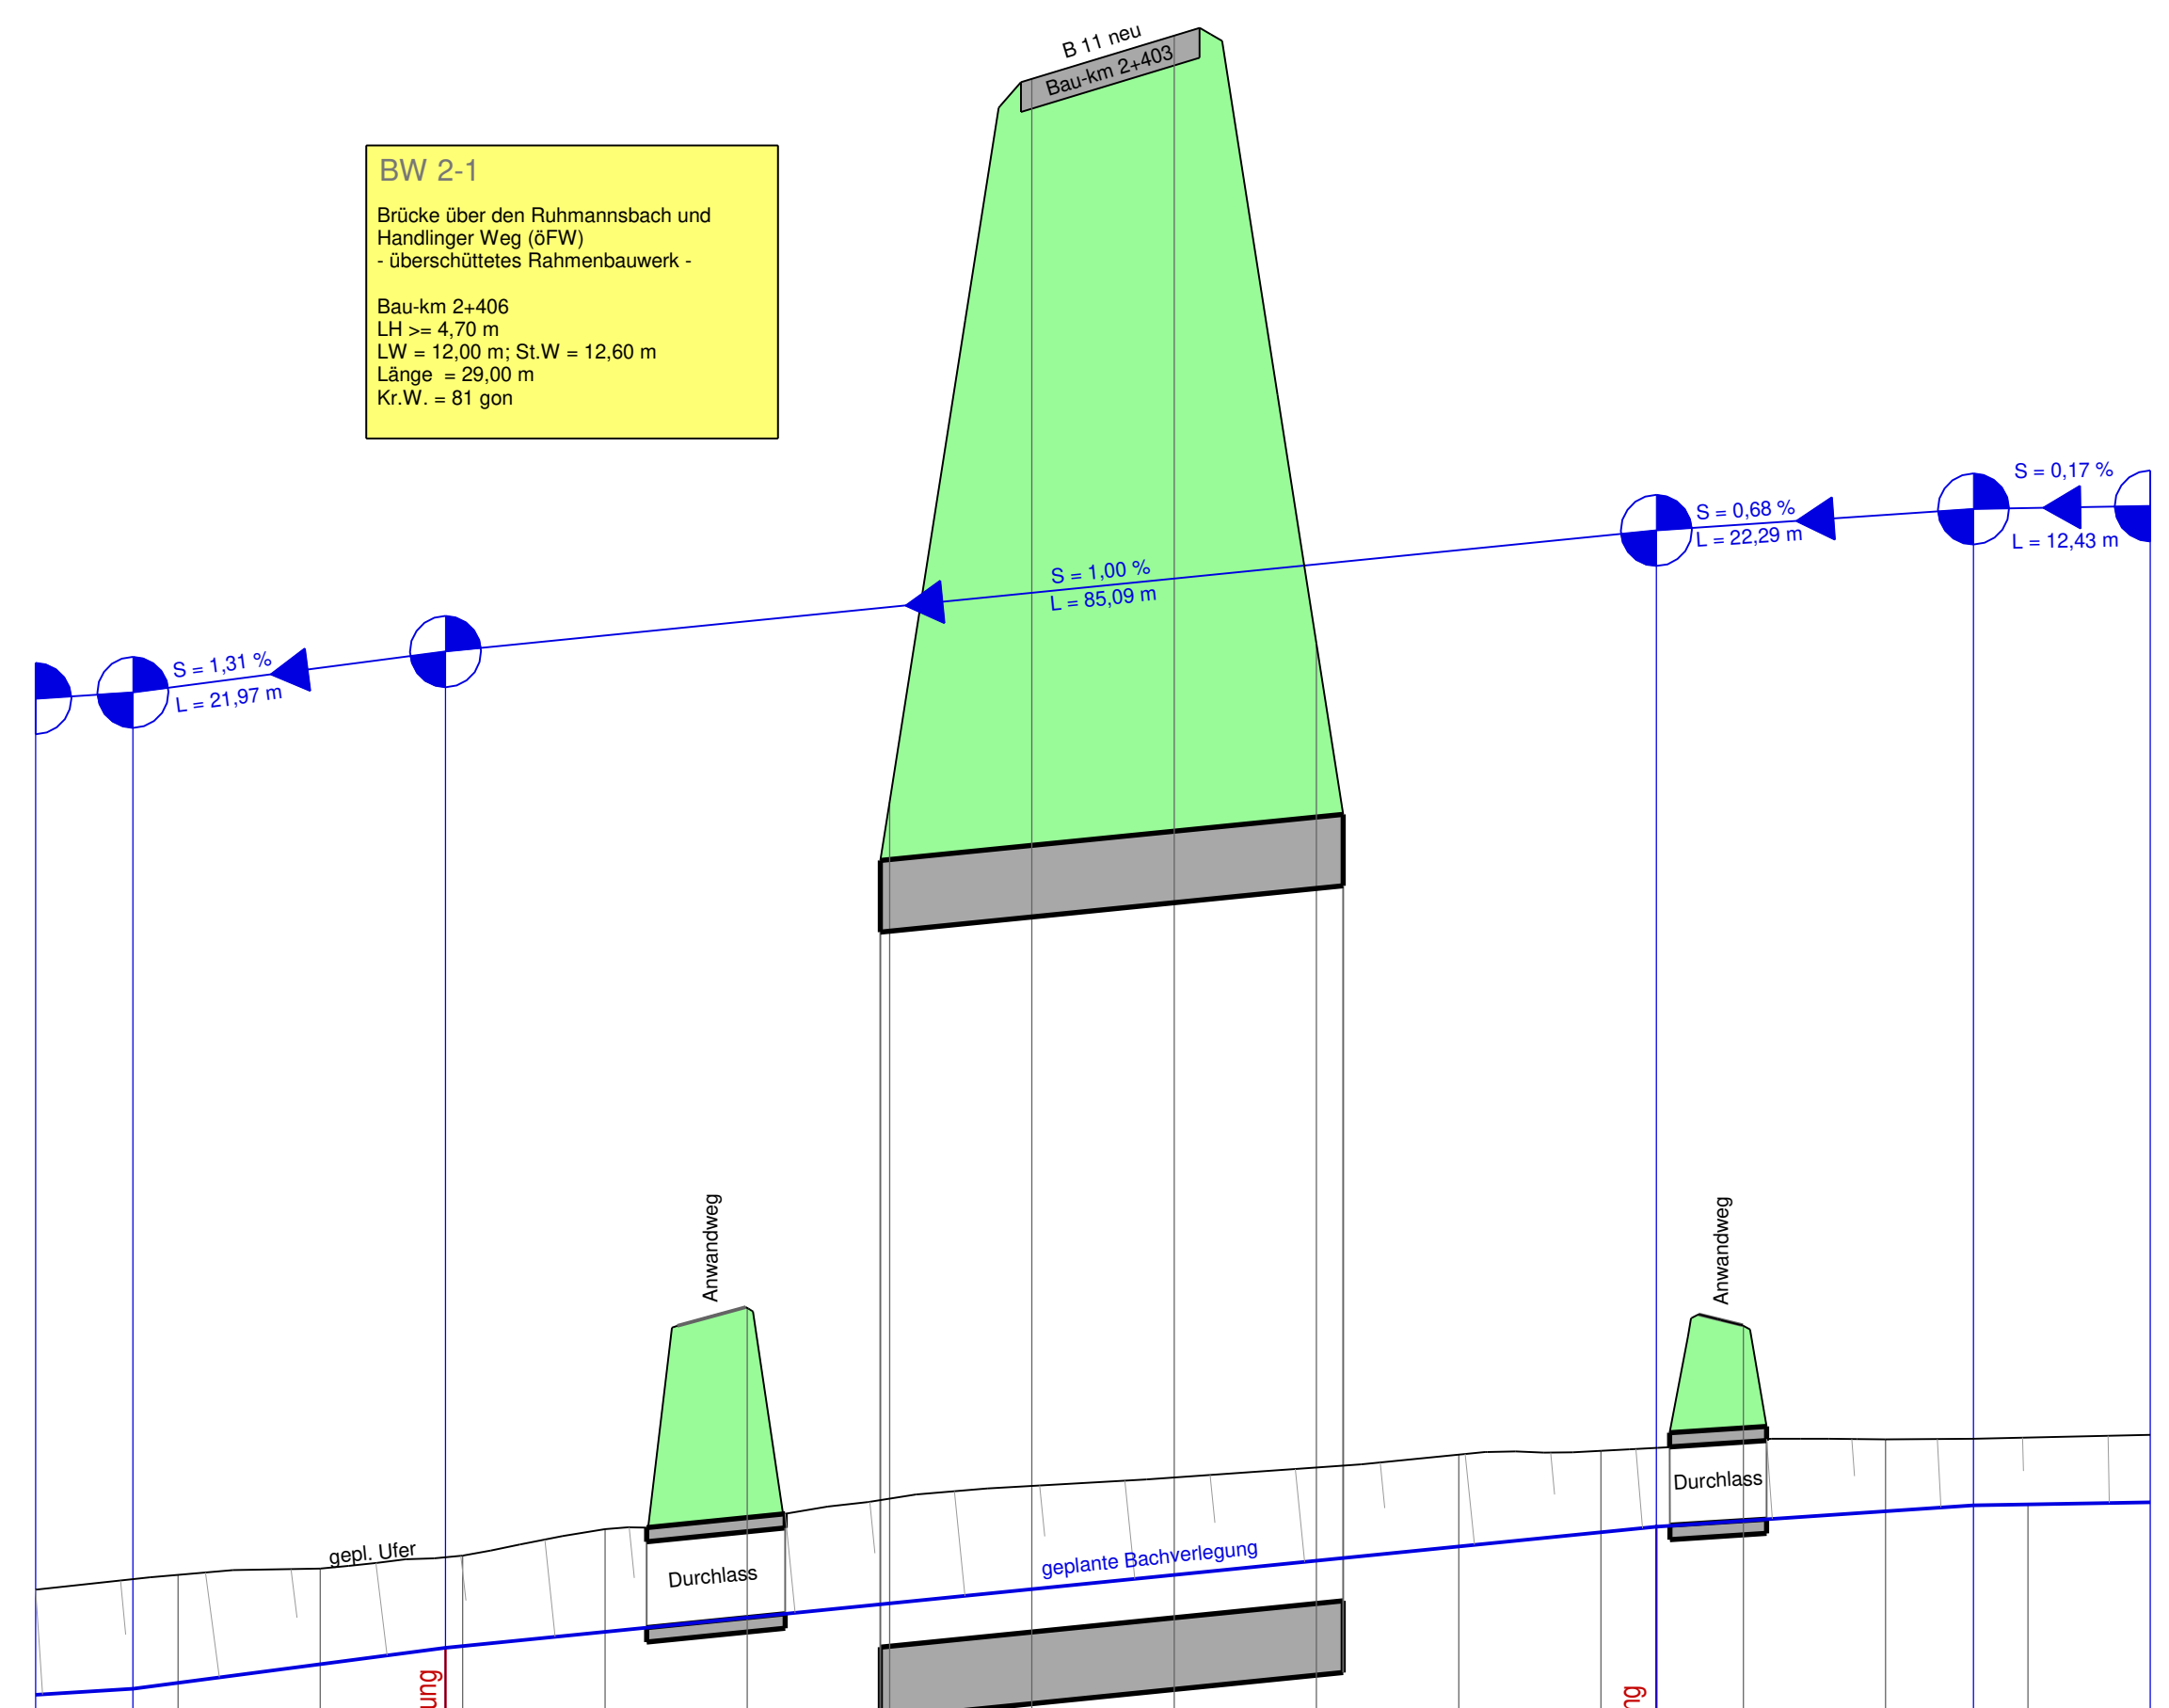 B 11 neu
Bau-km 2+403
BW 2-1
Brücke über den Ruhmannsbach und
Handlinger Weg (öFW)
- überschüttetes Rahmenbauwerk -
Bau-km 2+406
LH >= 4,70 m
LW = 12,00 m; St.W = 12,60 m
Länge = 29,00 m
Kr.W. = 81 gon
S = 0,17 %
L = 12,43 m
S = 0,68 %
L = 22,29 m
S = 1,00 %
L = 85,09 m
S = 1,31 %
L = 21,97 m
Anwandweg
Anwandweg
Durchlass
gepl. Ufer
Durchlass
geplante Bachverlegung
ung
ng